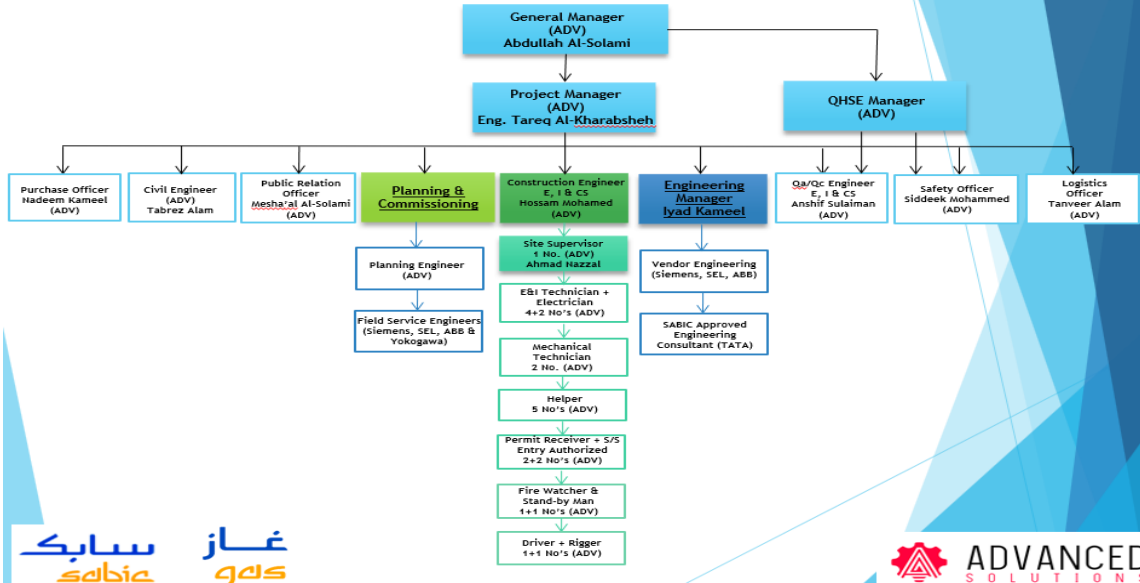 General Manager
(ADV)
Abdullah Al-Solami
Project Manager
(ADV)
Eng. Tareq Al-Kharabsheh
QHSE Manager
(ADV)
Purchase Officer
Nadeem Kameel
(ADV)
Civil Engineer
(ADV)
Tabrez Alam
Public Relation
Officer
Mesha'al Al-Solami
(ADV)
Planning &
Commissioning
Construction Engineer
E, I & CS
Hossam Mohamed
(ADV)
Engineering
Manager
Iyad Kameel
Qa/Qc Engineer
E, I & CS
Anshif Sulaiman
(ADV)
Safety Officer
Siddeek Mohammed
(ADV)
Logistics
Officer
Tanveer Alam
(ADV)
Planning Engineer
(ADV)
Field Service Engineers
(Siemens, SEL, ABB &
Yokogawa)
Site Supervisor
1 No. (ADV)
Ahmad Nazzal
E&I Technician +
Electrician
4+2 No's (ADV)
Mechanical
Technician
2 No. (ADV)
Helper
5 No's (ADV)
Permit Receiver + S/S
Entry Authorized
2+2 No's (ADV)
Fire Watcher &
Stand-by Man
1+1 No's (ADV)
Driver + Rigger
1+1 No's (ADV)
Vendor Engineering
(Siemens, SEL, ABB)
SABIC Approved
Engineering
Consultant (TATA)
سابك
sabic
غاز
gas
ADVANCED
SOLUTIONS